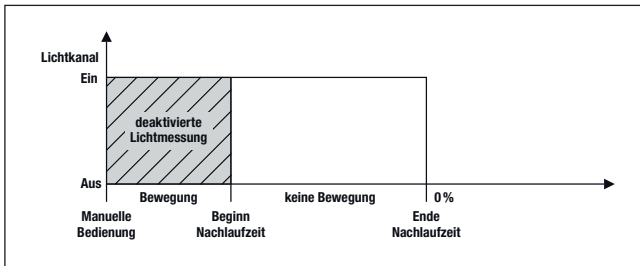 Lichtkanal
Ein
deaktivierte
Lichtmessung
Aus
Bewegung
keine Bewegung
0 %
Manuelle
Bedienung
Beginn
Nachlaufzeit
Ende
Nachlaufzeit